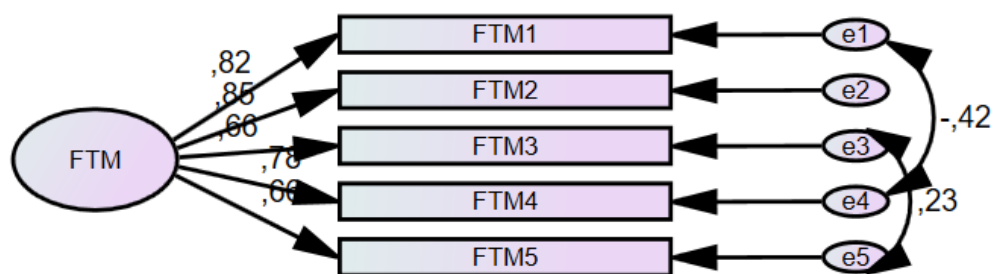 FTM
,82
,85
,66
,78
,66
FTM1
FTM2
FTM3
FTM4
FTM5
e1
e2
e3
e4
e5
-,42
,23